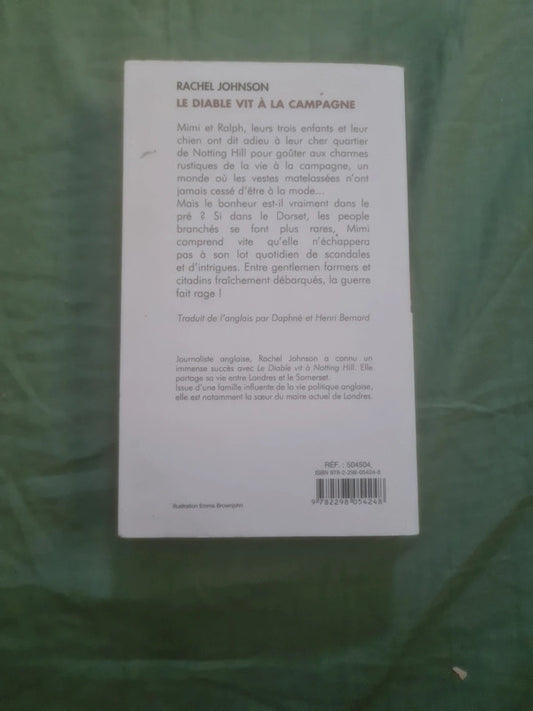 RACHEL JOHNSON
LE DIABLE VIT À LA CAMPAGNE
Mimi et Ralph, leurs trois enfants et leur
chien ont dit adieu à leur cher quartier
de Notting Hill pour goûter aux charmes
rustiques de la vie à la campagne, un
monde où les vestes matelassées n'ont
jamais cessé d'être à la mode...
Mais le bonheur est-il vraiment dans le
pré ? Si dans le Dorset, les people
branchés se font plus rares, Mimi
comprend vite qu'elle n'échappera
pas à son lot quotidien de scandales
et d'intrigues. Entre gentlemen farmers et
citadins fraîchement débarqués, la guerre
fait rage !
Traduit de l'anglais par Daphné et Henri Bernard
Journaliste anglaise, Rachel Johnson a connu un
immense succès avec Le Diable vit à Notting Hill. Elle
partage sa vie entre Londres et le Somerset.
Issue d'une famille influente de la vie politique anglaise,
elle est notamment la sœur du maire actuel de Londres.
RÉF. : 504504
ISBN 978-2-298-05424-8
9 782298 054248
Illustration Emma Brownjohn